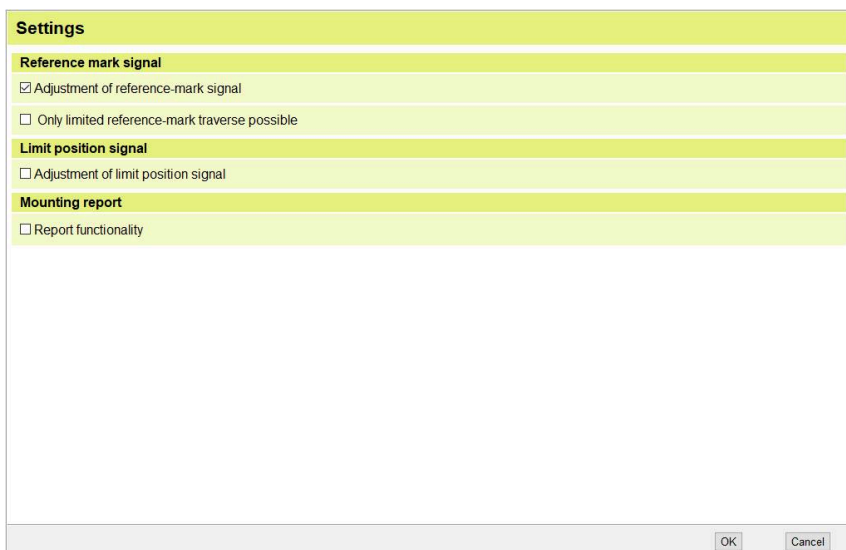 Settings
Reference mark signal
Adjustment of reference-mark signal
Only limited reference-mark traverse possible
Limit position signal
Adjustment of limit position signal
Mounting report
Report functionality
OK Cancel